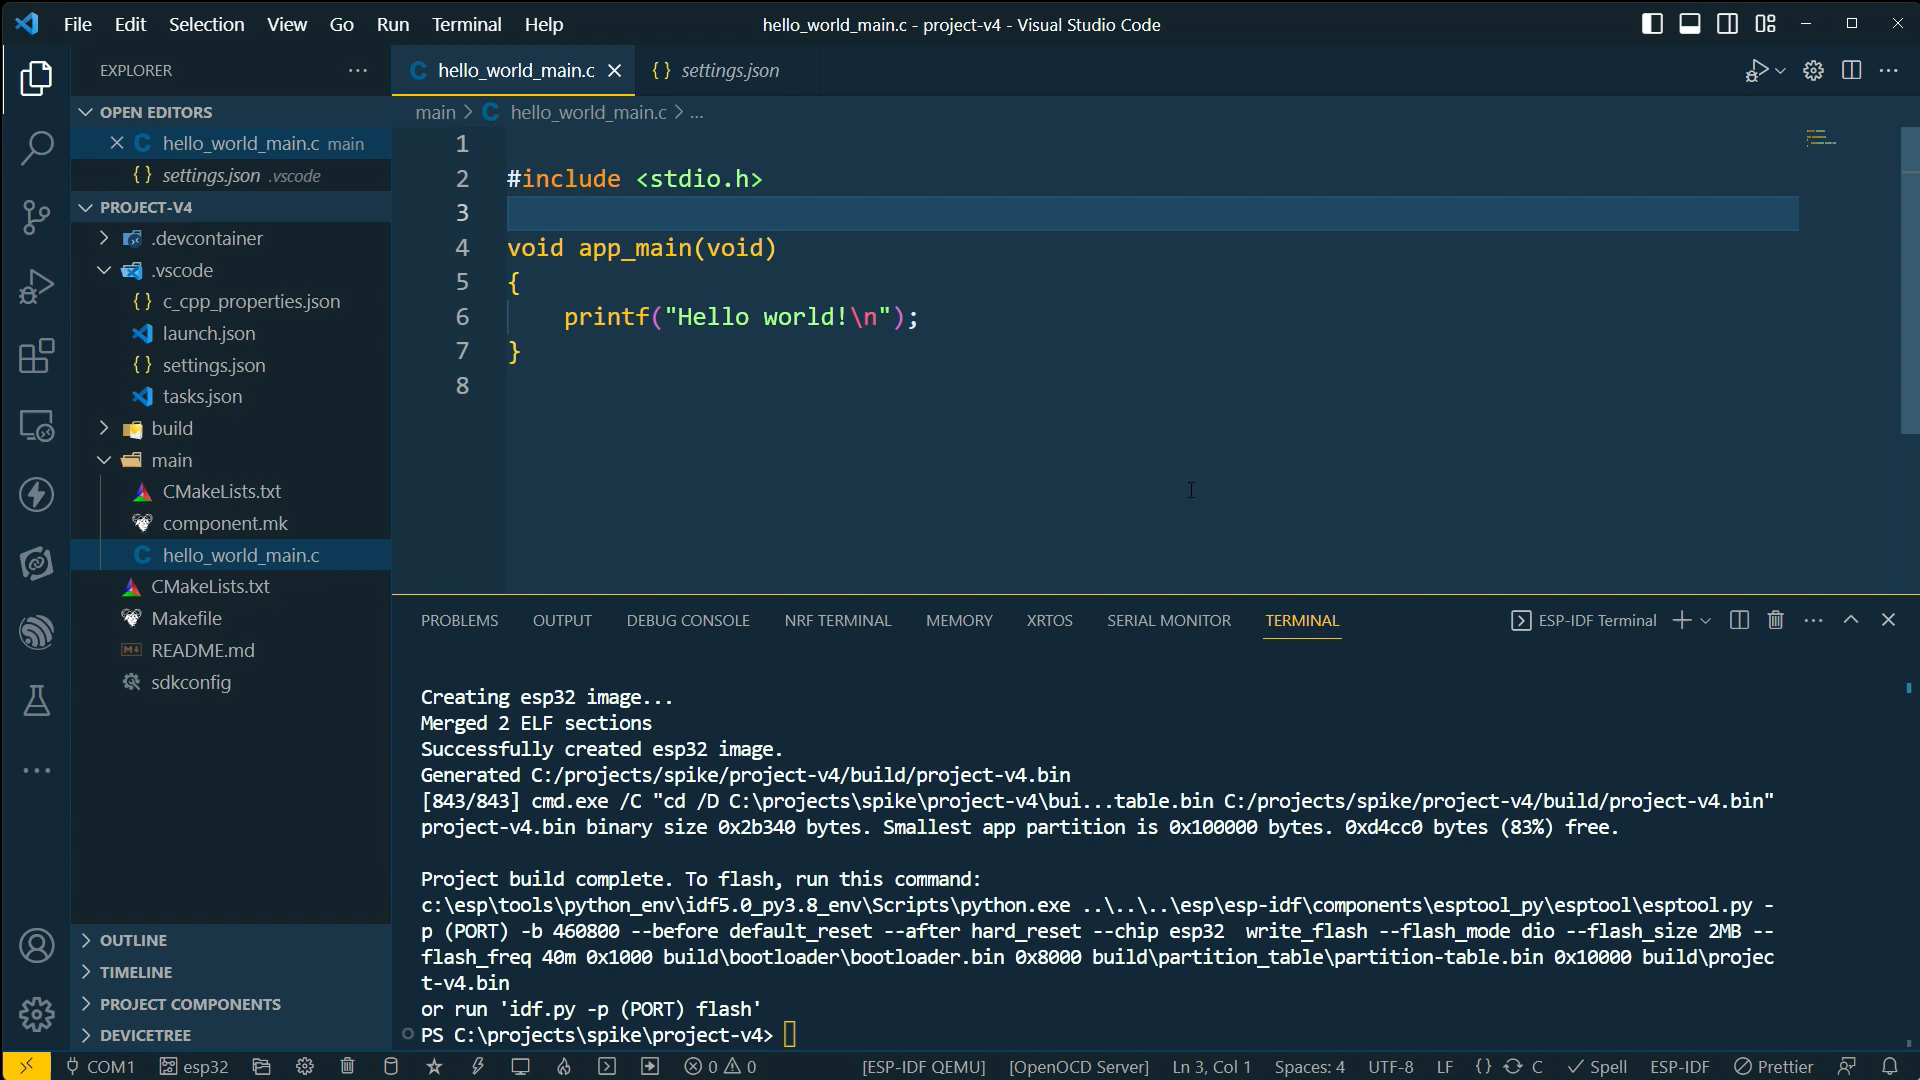 File Edit Selection View Go Run Terminal Help
hello_world_main.c - project-v4 - Visual Studio Code
EXPLORER
OPEN EDITORS
hello_world_main.c main
settings.json .vscode
PROJECT-V4
.devcontainer
.vscode
c_cpp_properties.json
launch.json
settings.json
tasks.json
build
main
CMakeLists.txt
component.mk
hello_world_main.c
CMakeLists.txt
Makefile
README.md
sdkconfig
OUTLINE
TIMELINE
PROJECT COMPONENTS
DEVICETREE
hello_world_main.c settings.json
main > hello_world_main.c > ...
1
2 #include <stdio.h>
3
4 void app_main(void)
5 {
6 printf("Hello world!\n");
7 }
8
PROBLEMS OUTPUT DEBUG CONSOLE NRF TERMINAL MEMORY XRTOS SERIAL MONITOR TERMINAL ESP-IDF Terminal
Creating esp32 image...
Merged 2 ELF sections
Successfully created esp32 image.
Generated C:/projects/spike/project-v4/build/project-v4.bin
[843/843] cmd.exe /C "cd /D C:\projects\spike\project-v4\bui...table.bin C:/projects/spike/project-v4/build/project-v4.bin"
project-v4.bin binary size 0x2b340 bytes. Smallest app partition is 0x100000 bytes. 0xd4cc0 bytes (83%) free.
Project build complete. To flash, run this command:
c:\esp\tools\python_env\idf5.0_py3.8_env\Scripts\python.exe ..\..\..\esp\esp-idf\components\esptool_py\esptool\esptool.py -
p (PORT) -b 460800 --before default_reset --after hard_reset --chip esp32  write_flash --flash_mode dio --flash_size 2MB --
flash_freq 40m 0x1000 build\bootloader\bootloader.bin 0x8000 build\partition_table\partition-table.bin 0x10000 build\projec
t-v4.bin
or run 'idf.py -p (PORT) flash'
PS C:\projects\spike\project-v4>
COM1 esp32 0 0 [ESP-IDF QEMU] [OpenOCD Server] Ln 3, Col 1 Spaces: 4 UTF-8 LF {} C Spell ESP-IDF Prettier